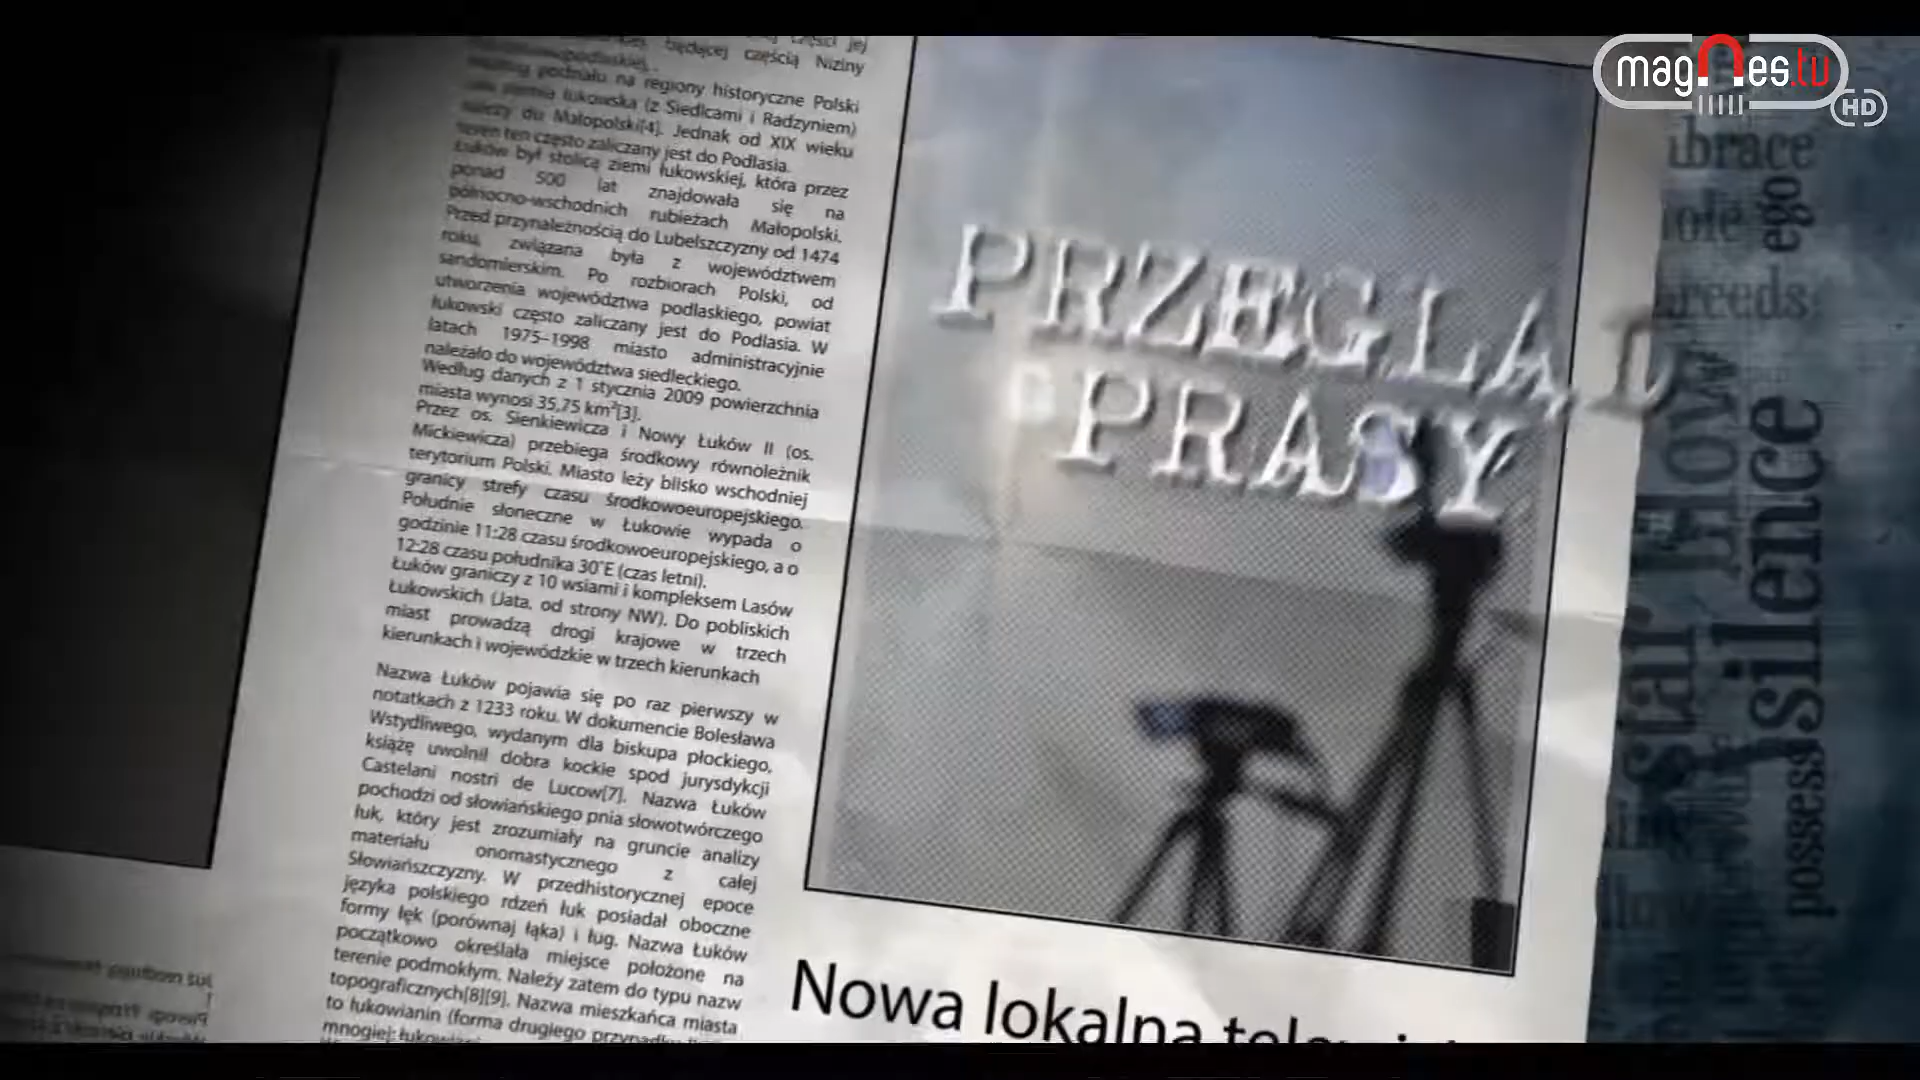 będącej częścią Niziny
podziału na regiony historyczne Polski
ziemia łukowska (z Siedlcami i Radzyniem)
należy du Małopolski[4]. Jednak od XIX wieku
teren ten często zaliczany jest do Podlasia.
Łuków był stolicą ziemi łukowskiej, która przez
ponad 500 lat znajdowała się na
północno-wschodnich rubieżach Małopolski.
Przed przynależnością do Lubelszczyzny od 1474
roku, związana była z województwem
sandomierskim. Po rozbiorach Polski, od
utworzenia województwa podlaskiego, powiat
łukowski często zaliczany jest do Podlasia. W
latach 1975–1998 miasto administracyjnie
należało do województwa siedleckiego.
Według danych z 1 stycznia 2009 powierzchnia
miasta wynosi 35,75 km²[3].
Przez os. Sienkiewicza i Nowy Łuków II (os.
Mickiewicza) przebiega środkowy równoleżnik
terytorium Polski. Miasto leży blisko wschodniej
granicy strefy czasu środkowoeuropejskiego.
Południe słoneczne w Łukowie wypada o
godzinie 11:28 czasu środkowoeuropejskiego, a o
12:28 czasu południka 30°E (czas letni).
Łuków graniczy z 10 wsiami i kompleksem Lasów
Łukowskich (Jata, od strony NW). Do pobliskich
miast prowadzą drogi krajowe w trzech
kierunkach i wojewódzkie w trzech kierunkach
Nazwa Łuków pojawia się po raz pierwszy w
notatkach z 1233 roku. W dokumencie Bolesława
Wstydliwego, wydanym dla biskupa płockiego,
książę uwolnił dobra kockie spod jurysdykcji
Castelani nostri de Lucow[7]. Nazwa Łuków
pochodzi od słowiańskiego pnia słowotwórczego
łuk, który jest zrozumiały na gruncie analizy
materiału onomastycznego z całej
Słowiańszczyzny. W przedhistorycznej epoce
języka polskiego rdzeń łuk posiadał oboczne
formy łęk (porównaj łąka) i ług. Nazwa Łuków
początkowo określała miejsce położone na
terenie podmokłym. Należy zatem do typu nazw
topograficznych[8][9]. Nazwa mieszkańca miasta
to łukowianin (forma drugiego przypadku
mnogiej: łukowianie
PRZEGLĄD
PRASY
Nowa lokalna
magnes.tv
HD
ego
How
silence
possess